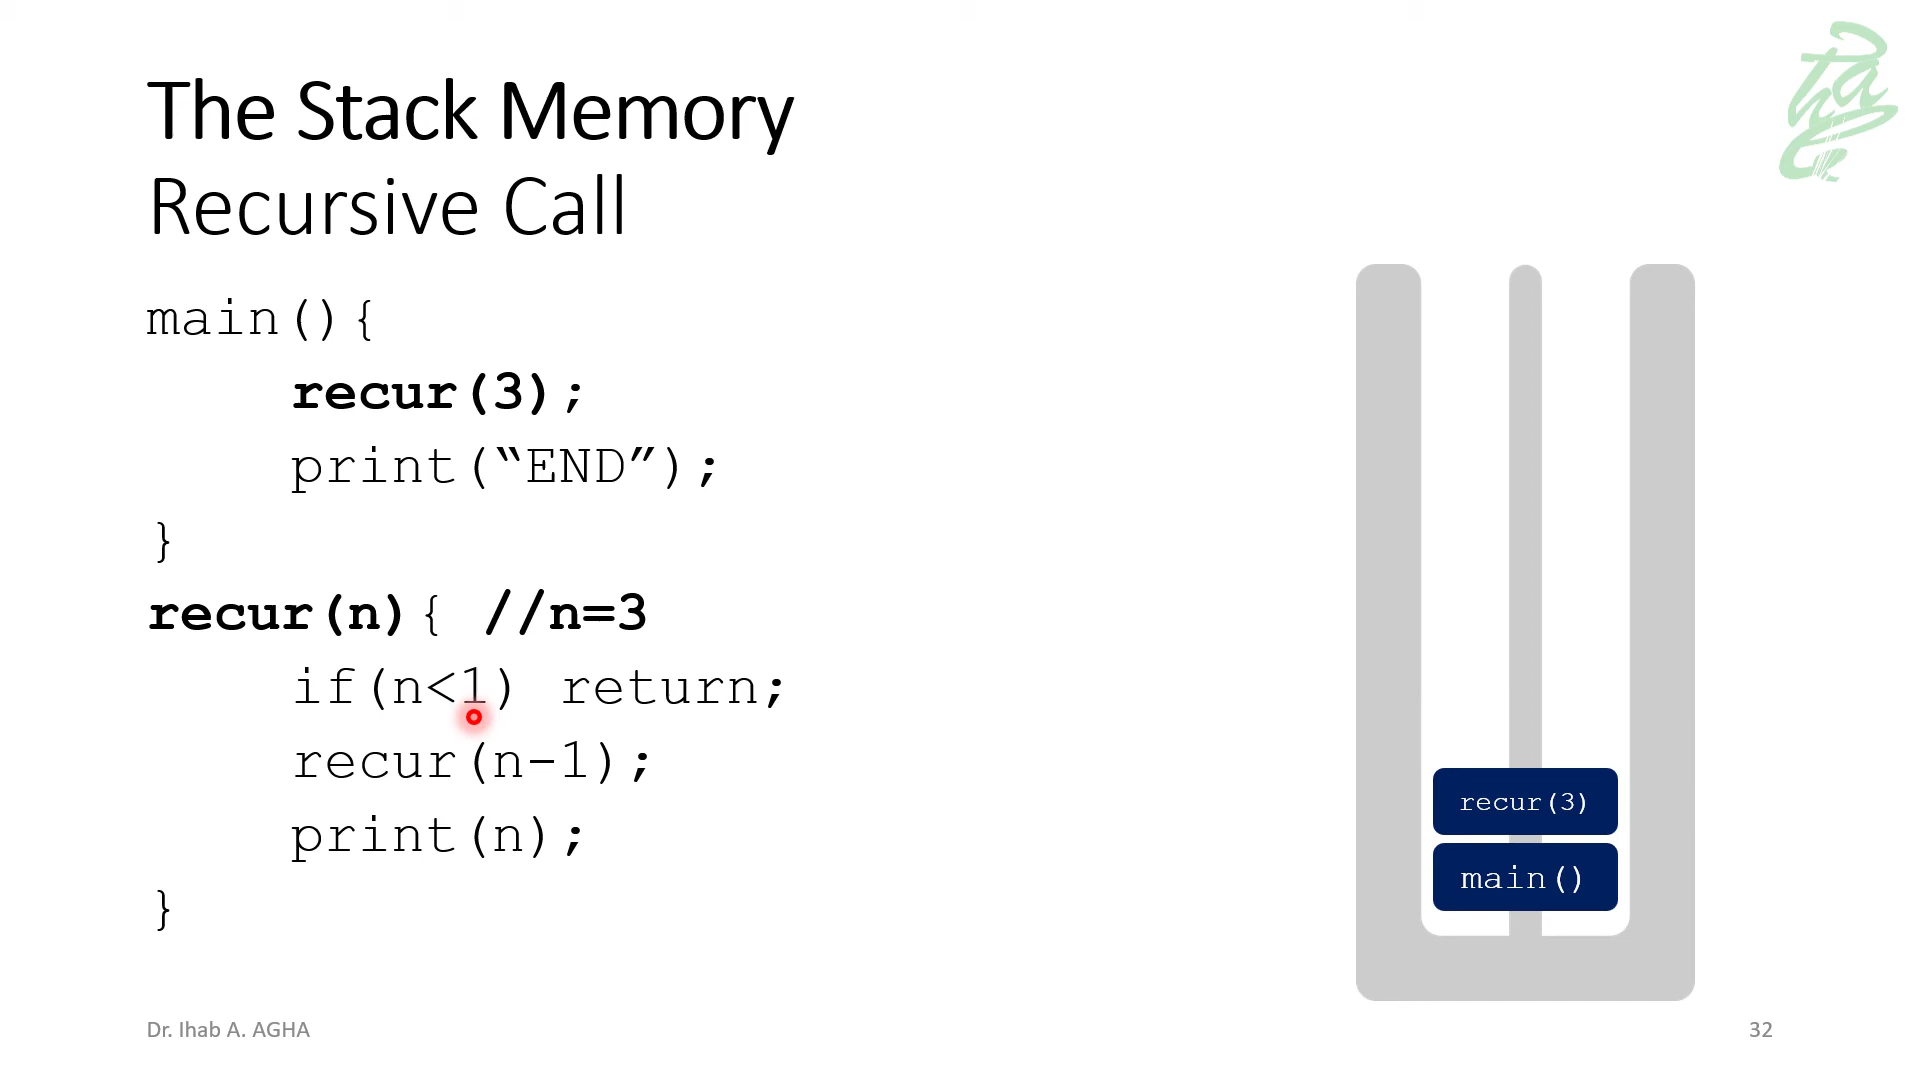 The Stack Memory
Recursive Call
main(){
recur(3);
print(“END”);
}
recur(n){ //n=3
if(n<1) return;
recur(n-1);
print(n);
}
recur(3)
main()
Dr. Ihab A. AGHA
32